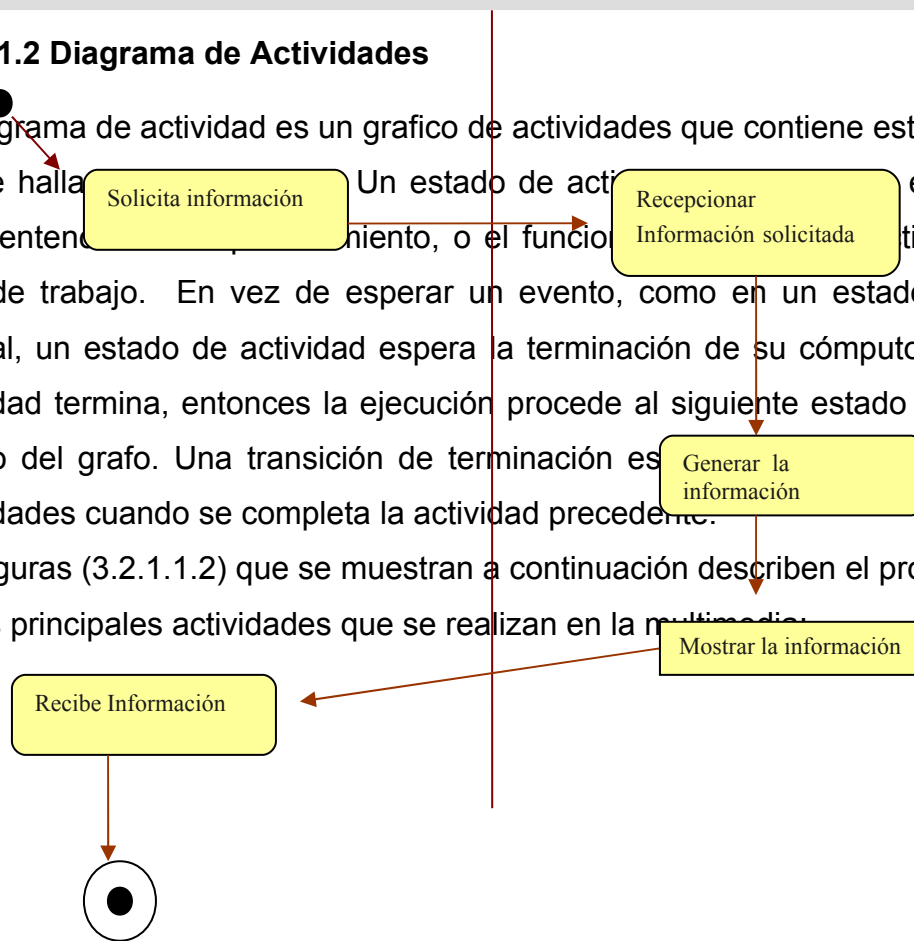 1.2 Diagrama de Actividades
grama de actividad es un grafico de actividades que contiene est
e halla Un estado de acti e
entend miento, o el funcion cti
de trabajo. En vez de esperar un evento, como en un estado
al, un estado de actividad espera la terminación de su cómputo
dad termina, entonces la ejecución procede al siguiente estado
o del grafo. Una transición de terminación es
dades cuando se completa la actividad precedente.
guras (3.2.1.1.2) que se muestran a continuación describen el pro
s principales actividades que se realizan en la multimedia:
Solicita información
Recepcionar
Información solicitada
Generar la
información
Mostrar la información
Recibe Información